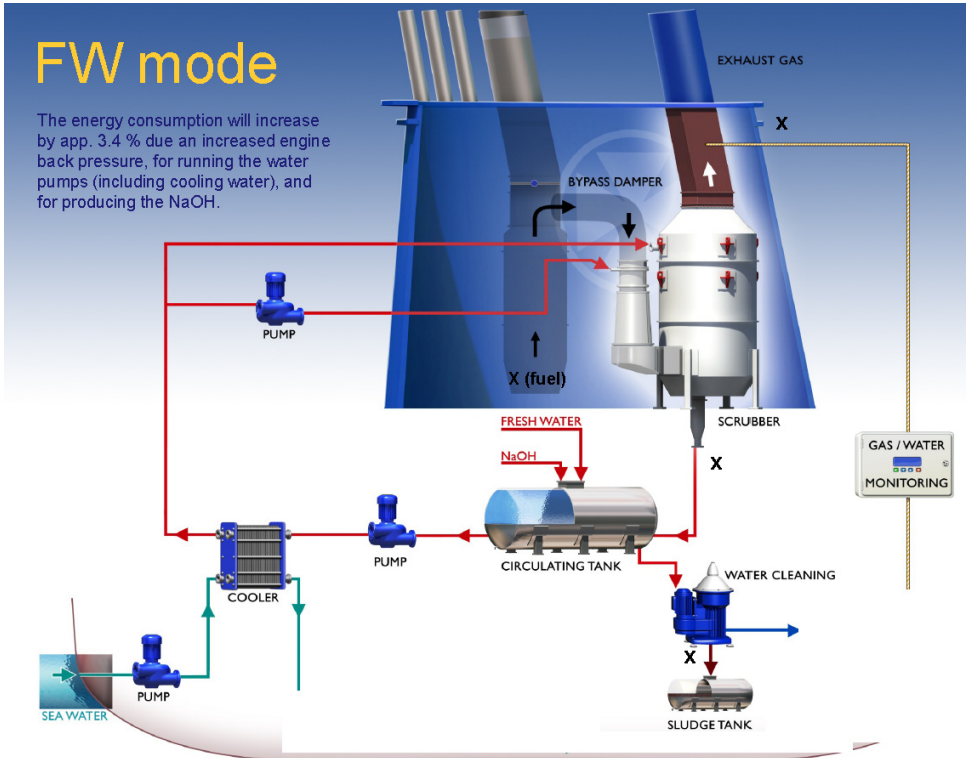 FW mode
The energy consumption will increase
by app. 3.4 % due an increased engine
back pressure, for running the water
pumps (including cooling water), and
for producing the NaOH.
EXHAUST GAS
X
BYPASS DAMPER
PUMP
X (fuel)
SCRUBBER
FRESH WATER
NaOH
X
GAS / WATER
MONITORING
PUMP
CIRCULATING TANK
COOLER
WATER CLEANING
X
PUMP
SEA WATER
SLUDGE TANK